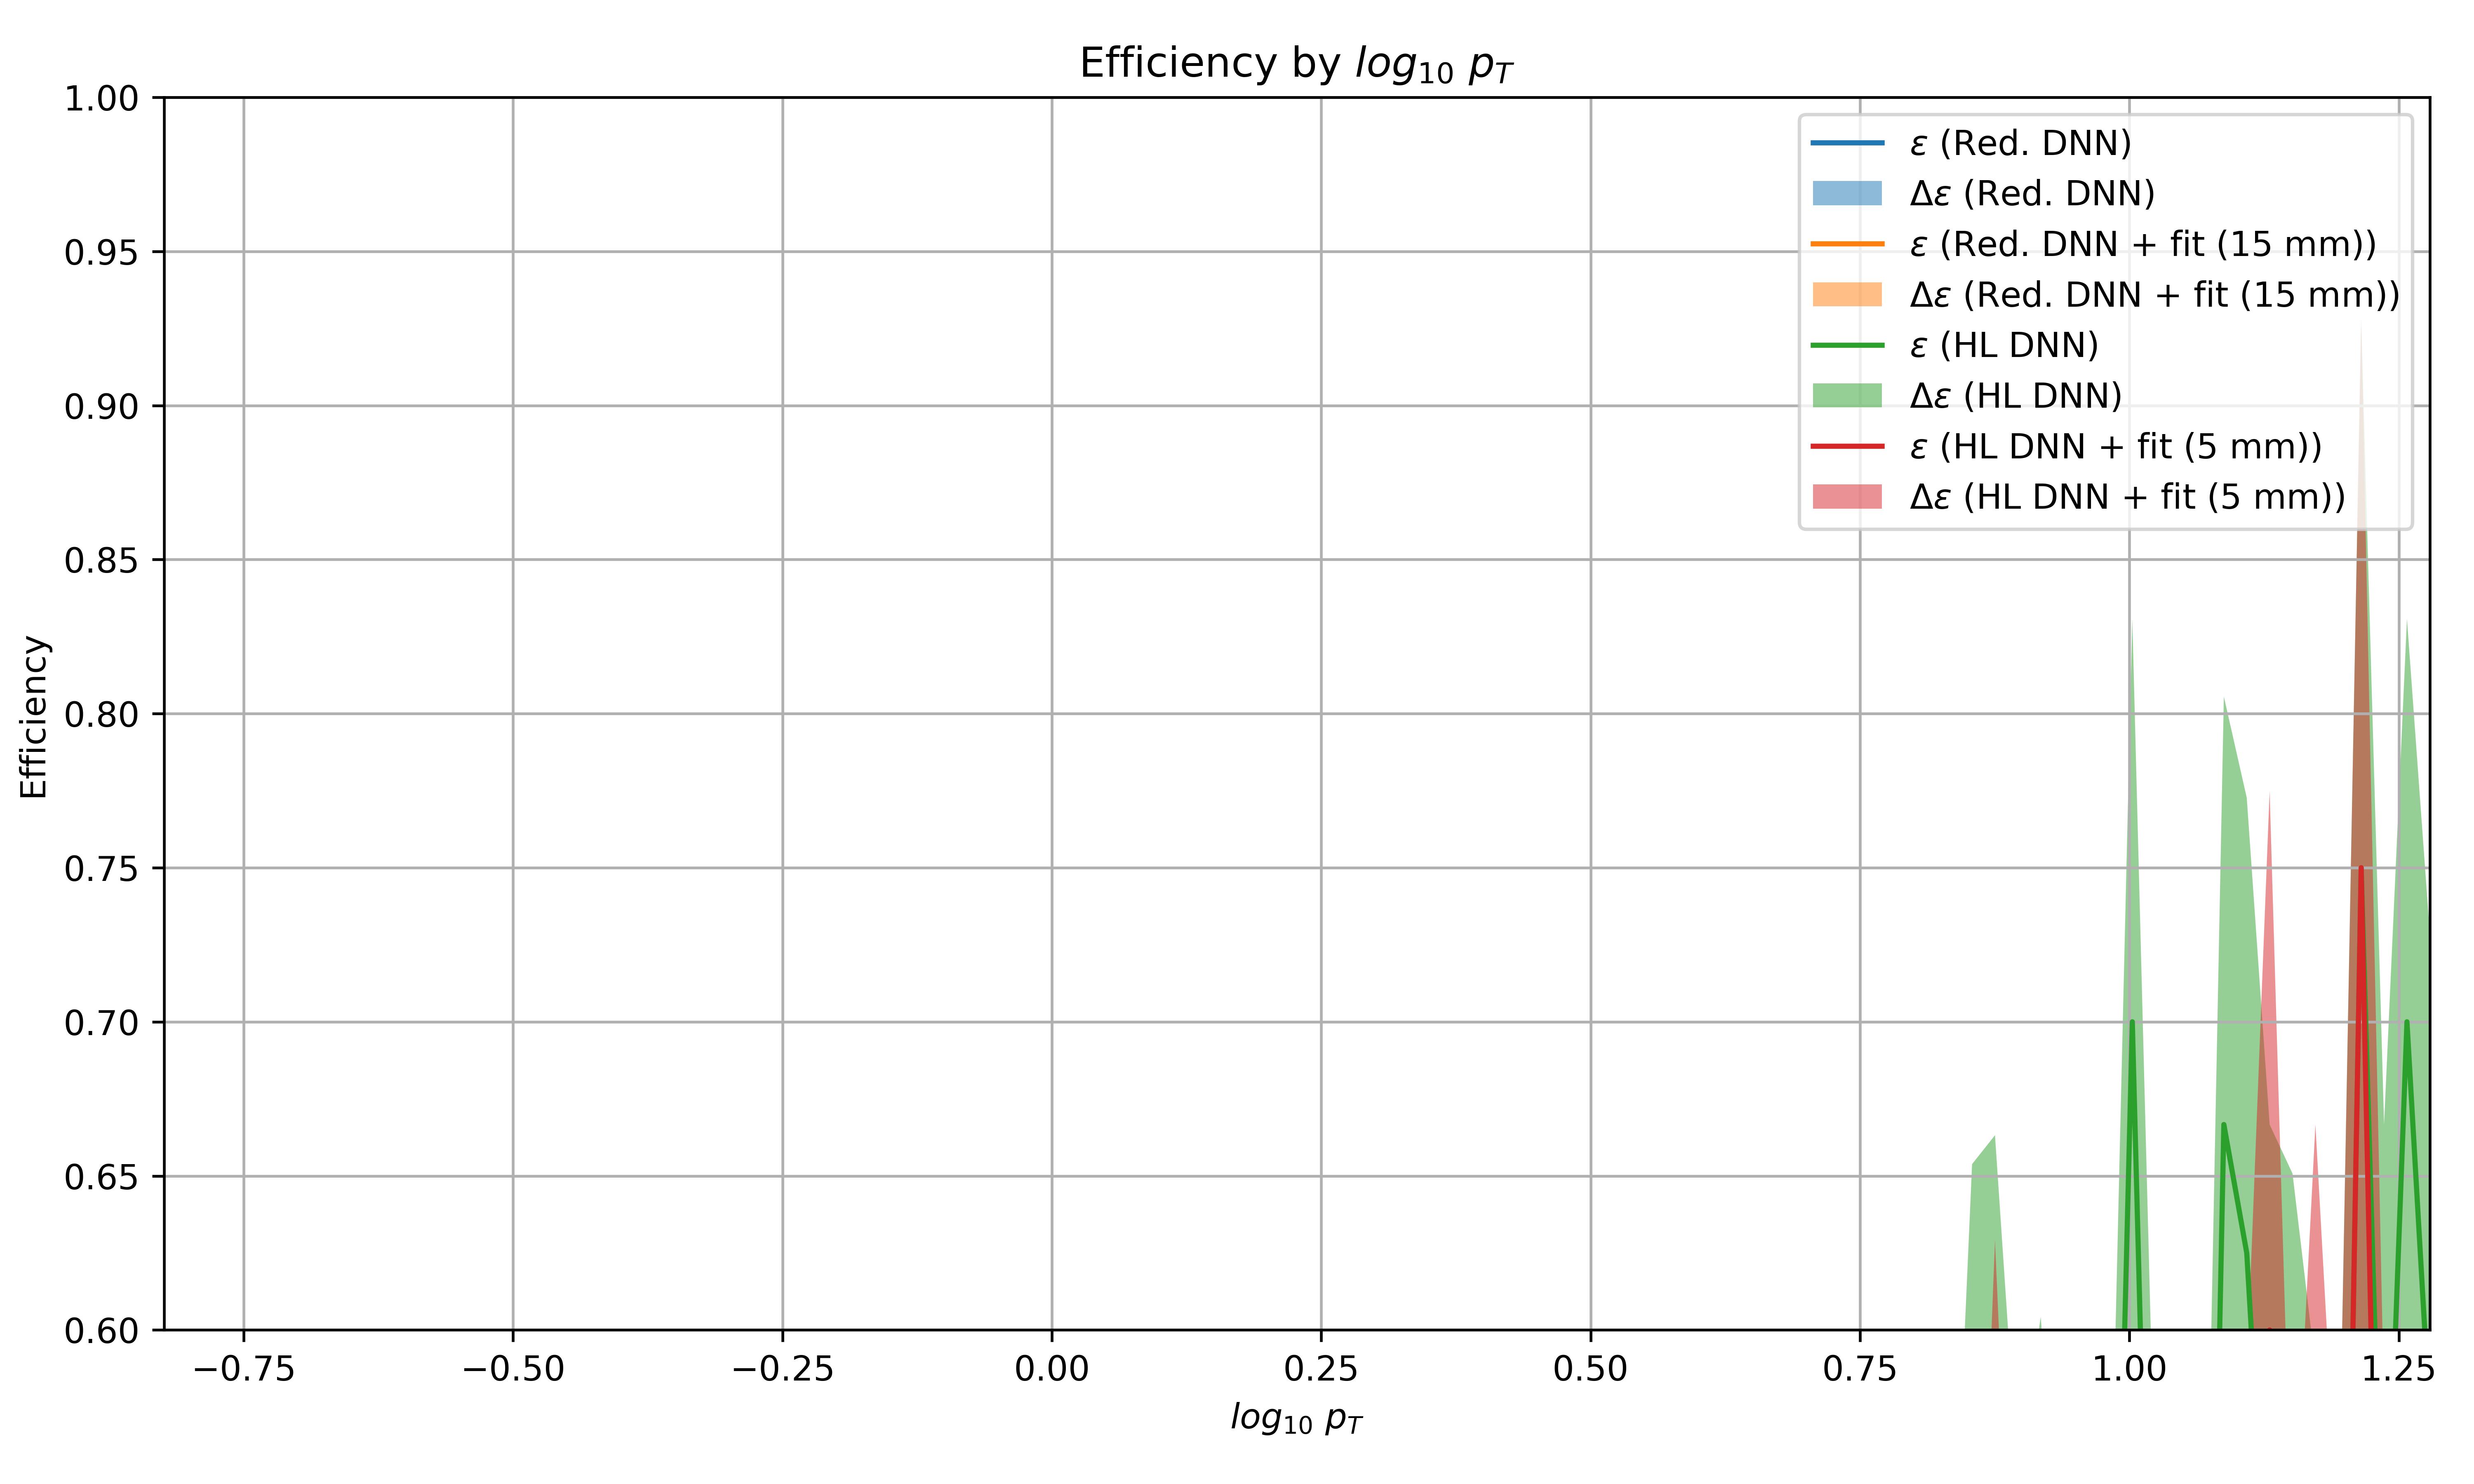 Efficiency by log₁₀ p_T
1.00
0.95
0.90
0.85
0.80
0.75
0.70
0.65
0.60
Efficiency
ε (Red. DNN)
Δε (Red. DNN)
ε (Red. DNN + fit (15 mm))
Δε (Red. DNN + fit (15 mm))
ε (HL DNN)
Δε (HL DNN)
ε (HL DNN + fit (5 mm))
Δε (HL DNN + fit (5 mm))
−0.75 −0.50 −0.25 0.00 0.25 0.50 0.75 1.00 1.25
log₁₀ p_T